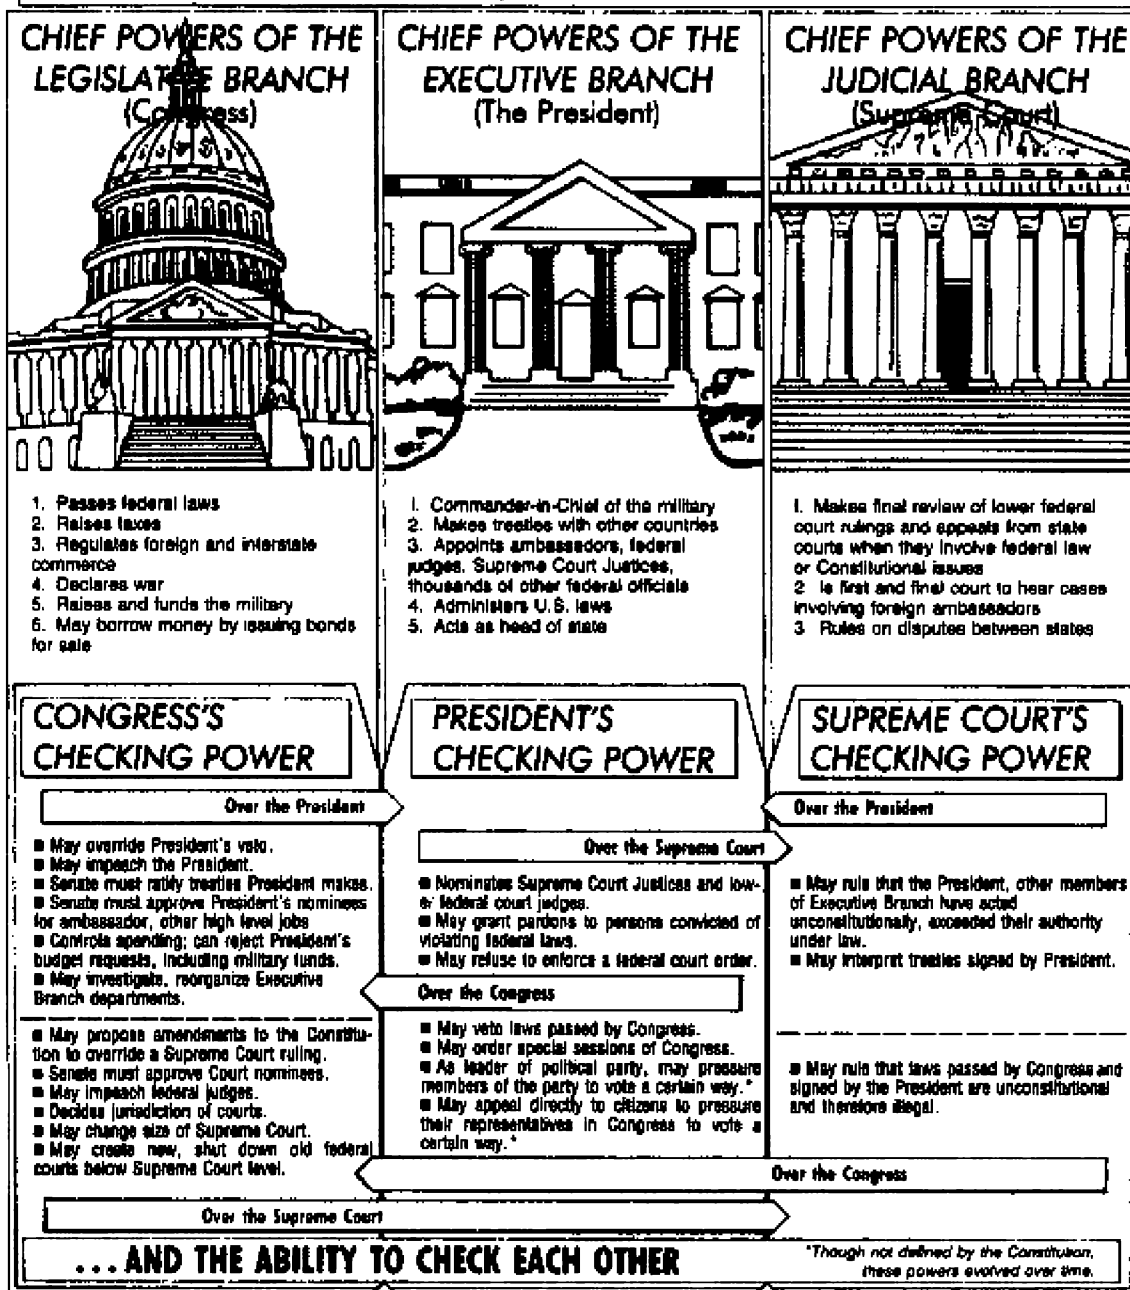 CHIEF POWERS OF THE
LEGISLATIVE BRANCH
(Congress)
1. Passes federal laws
2. Raises taxes
3. Regulates foreign and interstate
commerce
4. Declares war
5. Raises and funds the military
6. May borrow money by issuing bonds
for sale
CHIEF POWERS OF THE
EXECUTIVE BRANCH
(The President)
1. Commander-in-Chief of the military
2. Makes treaties with other countries
3. Appoints ambassadors, federal
judges, Supreme Court Justices,
thousands of other federal officials
4. Administers U.S. laws
5. Acts as head of state
CHIEF POWERS OF THE
JUDICIAL BRANCH
(Supreme Court)
1. Makes final review of lower federal
court rulings and appeals from state
courts when they involve federal law
or Constitutional issues
2 Is first and final court to hear cases
involving foreign ambassadors
3 Rules on disputes between states
CONGRESS'S
CHECKING POWER
Over the President
■ May override President's veto.
■ May impeach the President.
■ Senate must ratify treaties President makes.
■ Senate must approve President's nominees
for ambassador, other high level jobs
■ Controls spending; can reject President's
budget requests, including military funds.
■ May investigate, reorganize Executive
Branch departments.
■ May propose amendments to the Constitu-
tion to override a Supreme Court ruling.
■ Senate must approve Court nominees.
■ May impeach federal judges.
■ Decides jurisdiction of courts.
■ May change size of Supreme Court.
■ May create new, shut down old federal
courts below Supreme Court level.
Over the Supreme Court
PRESIDENT'S
CHECKING POWER
Over the Supreme Court
■ Nominates Supreme Court Justices and low-
er federal court judges.
■ May grant pardons to persons convicted of
violating federal laws.
■ May refuse to enforce a federal court order.
Over the Congress
■ May veto laws passed by Congress.
■ May order special sessions of Congress.
■ As leader of political party, may pressure
members of the party to vote a certain way.*
■ May appeal directly to citizens to pressure
their representatives in Congress to vote a
certain way.*
SUPREME COURT'S
CHECKING POWER
Over the President
■ May rule that the President, other members
of Executive Branch have acted
unconstitutionally, exceeded their authority
under law.
■ May interpret treaties signed by President.
■ May rule that laws passed by Congress and
signed by the President are unconstitutional
and therefore illegal.
Over the Congress
...AND THE ABILITY TO CHECK EACH OTHER
*Though not defined by the Constitution,
these powers evolved over time.